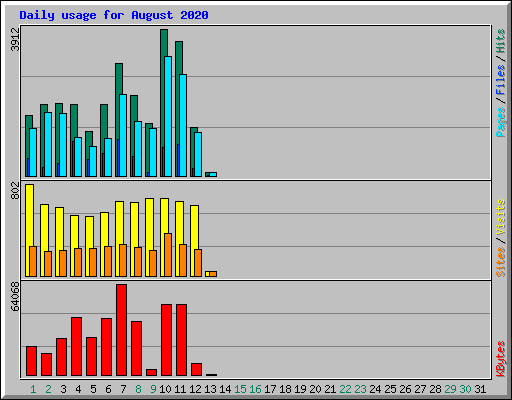 Daily usage for August 2020
3912
Pages/Files/Hits
802
Sites/Visits
64068
KBytes
1 2 3 4 5 6 7 8 9 10 11 12 13 14 15 16 17 18 19 20 21 22 23 24 25 26 27 28 29 30 31